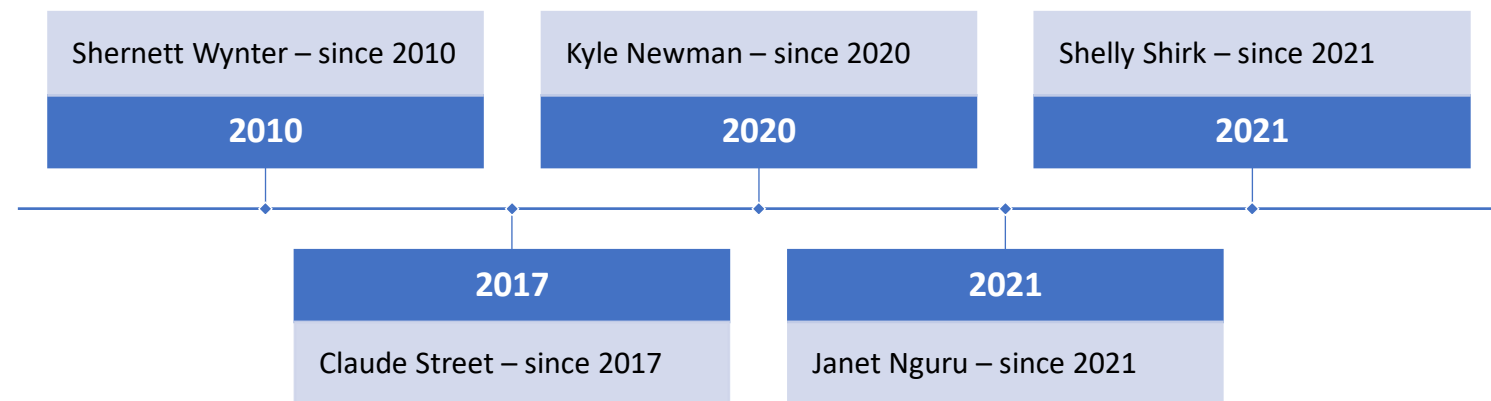 Shernett Wynter – since 2010
2010
2017
Claude Street – since 2017
Kyle Newman – since 2020
2020
2021
Janet Nguru – since 2021
Shelly Shirk – since 2021
2021